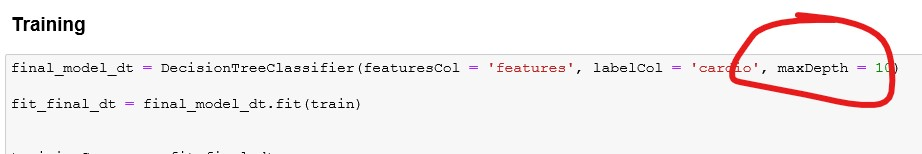 Training
final_model_dt = DecisionTreeClassifier(featuresCol = 'features', labelCol = 'cardio', maxDepth = 10)
fit_final_dt = final_model_dt.fit(train)